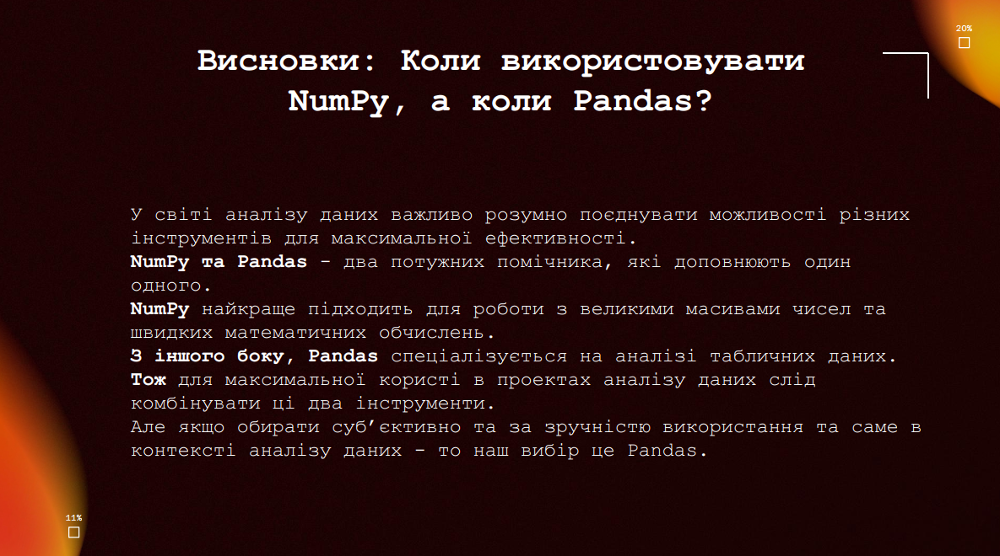 20%
Висновки: Коли використовувати
NumPy, а коли Pandas?
У світі аналізу даних важливо розумно поєднувати можливості різних
інструментів для максимальної ефективності.
NumPy та Pandas – два потужних помічника, які доповнюють один
одного.
NumPy найкраще підходить для роботи з великими масивами чисел та
швидких математичних обчислень.
З іншого боку, Pandas спеціалізується на аналізі табличних даних.
Тож для максимальної користі в проектах аналізу даних слід
комбінувати ці два інструменти.
Але якщо обирати суб’єктивно та за зручністю використання та саме в
контексті аналізу даних – то наш вибір це Pandas.
11%